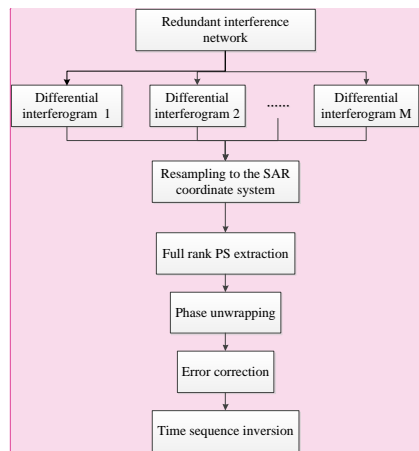 Redundant interference
network
Differential
interferogram 1
Differential
interferogram 2
......
Differential
interferogram M
Resampling to the SAR
coordinate system
Full rank PS extraction
Phase unwrapping
Error correction
Time sequence inversion